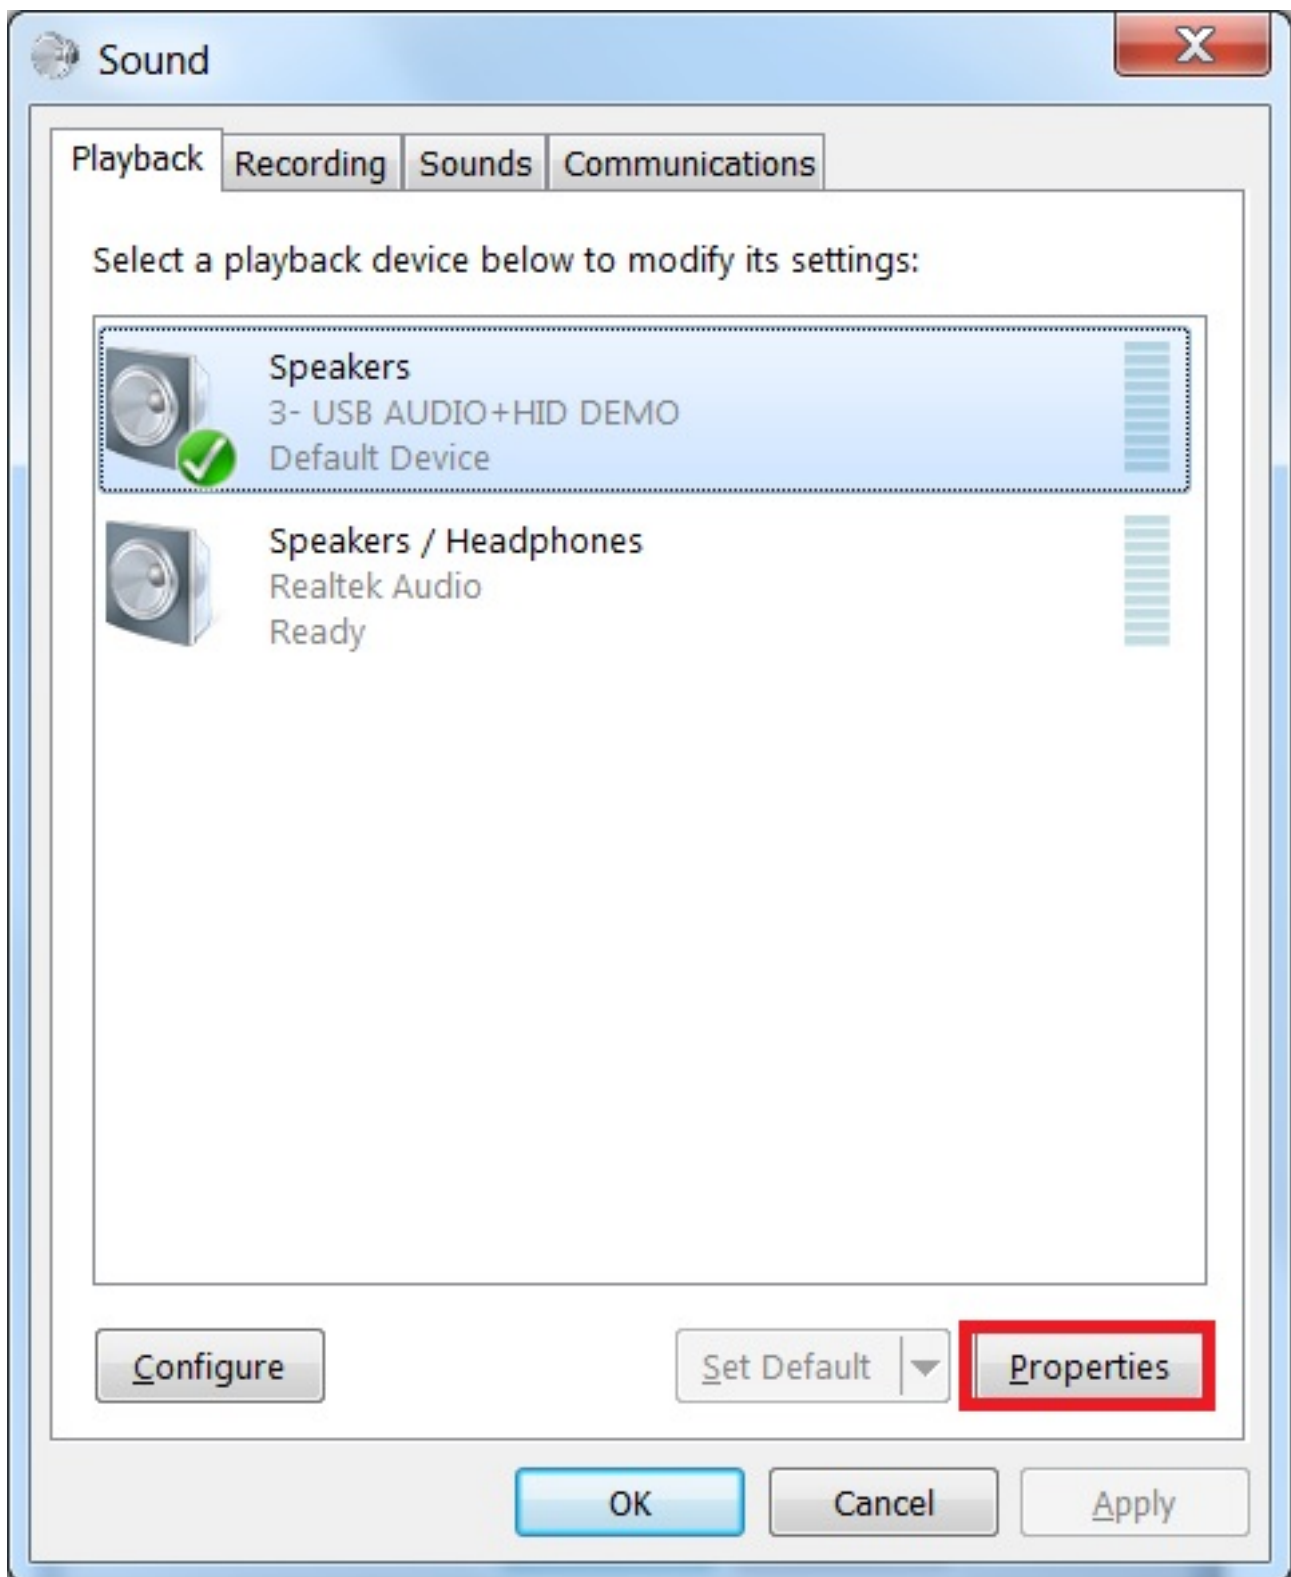 Sound
Playback Recording Sounds Communications
Select a playback device below to modify its settings:
Speakers
3- USB AUDIO+HID DEMO
Default Device
Speakers / Headphones
Realtek Audio
Ready
Configure Set Default Properties
OK Cancel Apply